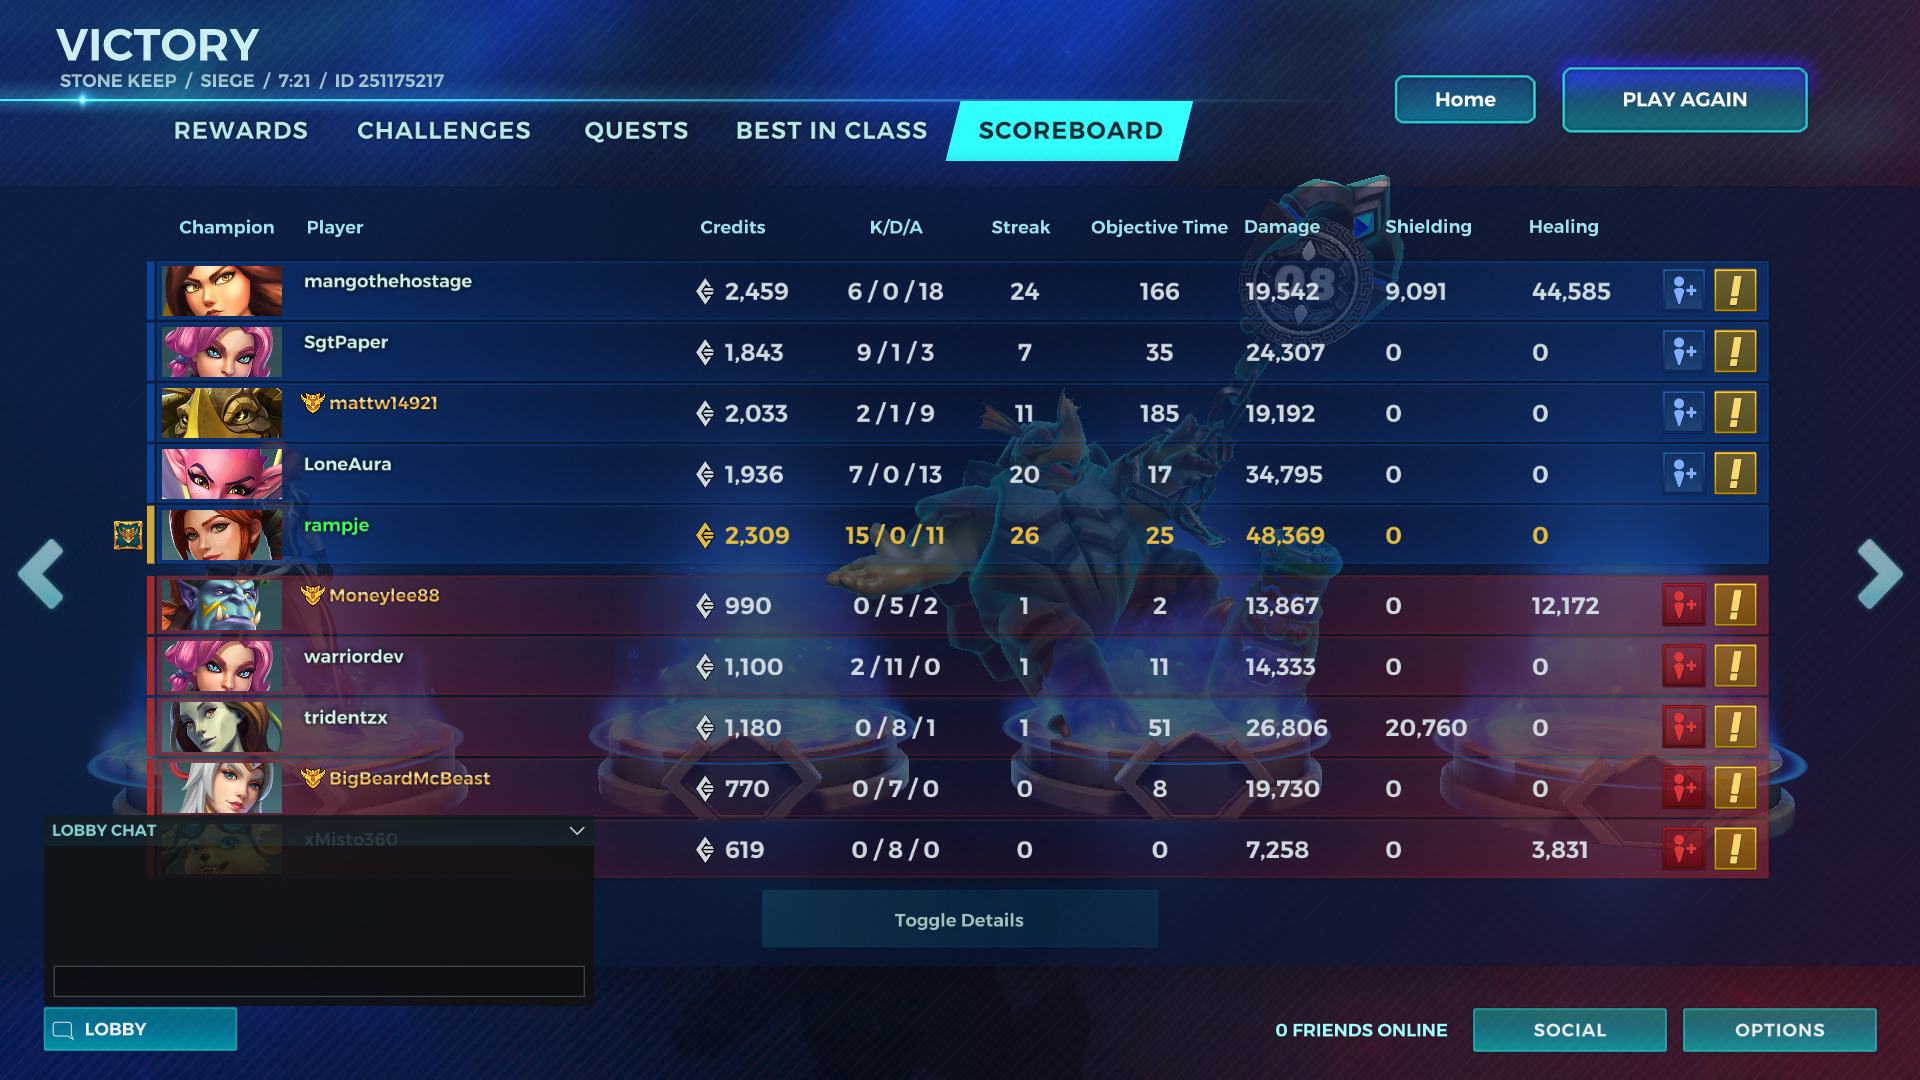 VICTORY
STONE KEEP / SIEGE / 7:21 / ID 251175217
Home
PLAY AGAIN
REWARDS CHALLENGES QUESTS BEST IN CLASS SCOREBOARD
Champion Player Credits K/D/A Streak Objective Time Damage Shielding Healing
mangothehostage 2,459 6 / 0 / 18 24 166 19,542 9,091 44,585
SgtPaper 1,843 9 / 1 / 3 7 35 24,307 0 0
mattw14921 2,033 2 / 1 / 9 11 185 19,192 0 0
LoneAura 1,936 7 / 0 / 13 20 17 34,795 0 0
rampje 2,309 15 / 0 / 11 26 25 48,369 0 0
Moneylee88 990 0 / 5 / 2 1 2 13,867 0 12,172
warriordev 1,100 2 / 11 / 0 1 11 14,333 0 0
tridentzx 1,180 0 / 8 / 1 1 51 26,806 20,760 0
BigBeardMcBeast 770 0 / 7 / 0 0 8 19,730 0 0
xMisto360 619 0 / 8 / 0 0 0 7,258 0 3,831
08
LOBBY CHAT
Toggle Details
LOBBY
0 FRIENDS ONLINE
SOCIAL
OPTIONS